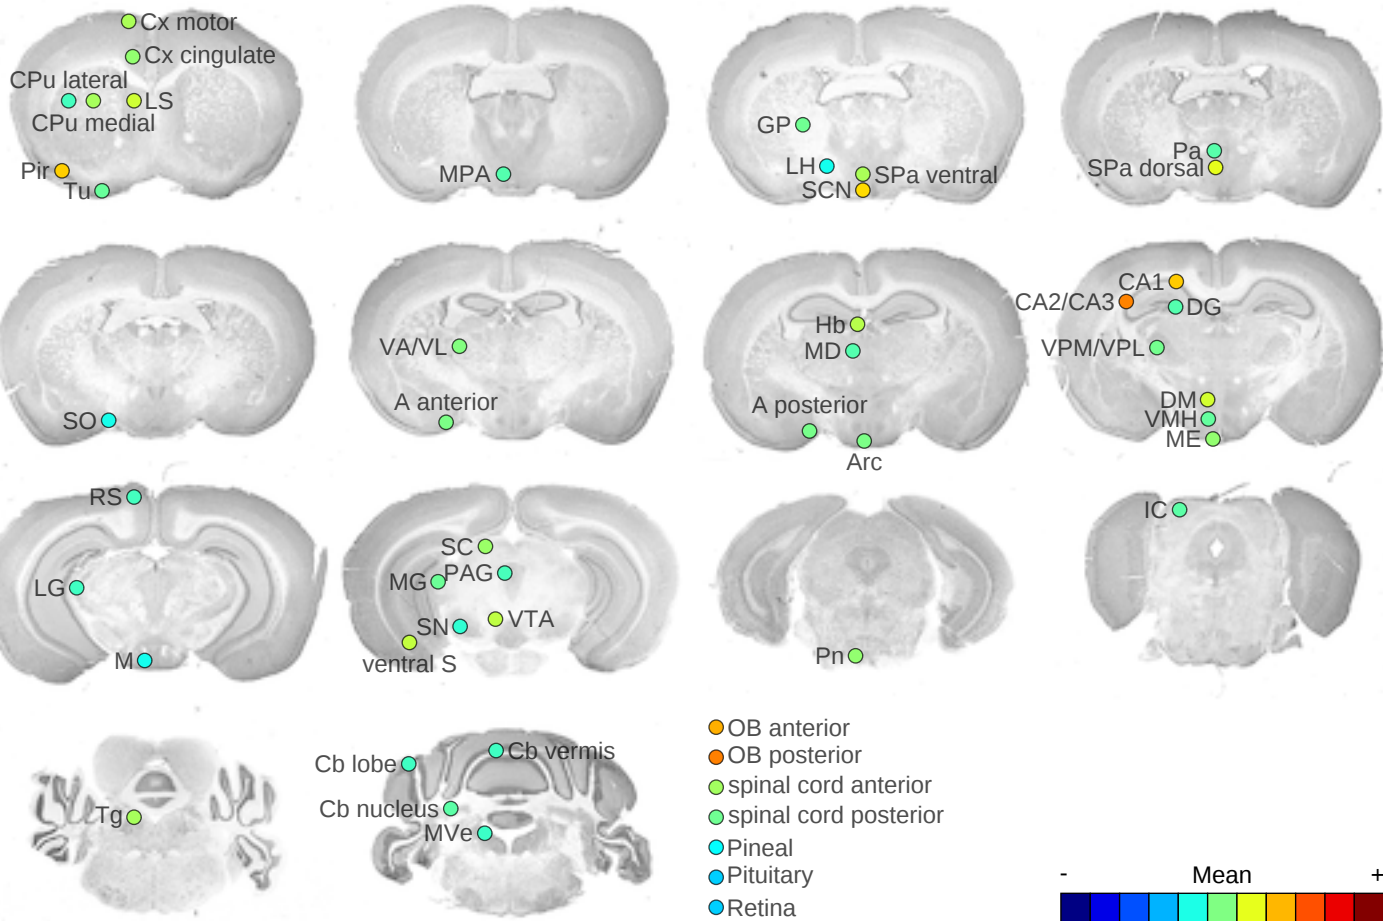 Cx motor
Cx cingulate
CPu lateral
LS
CPu medial
Pir
Tu
MPA
GP
LH
SPa ventral
SCN
Pa
SPa dorsal
SO
VA/VL
A anterior
Hb
MD
A posterior
Arc
CA1
CA2/CA3
DG
VPM/VPL
DM
VMH
ME
RS
LG
M
SC
PAG
MG
SN
VTA
ventral S
Pn
IC
Tg
Cb lobe
Cb vermis
Cb nucleus
MVe
OB anterior
OB posterior
spinal cord anterior
spinal cord posterior
Pineal
Pituitary
Retina
- Mean +